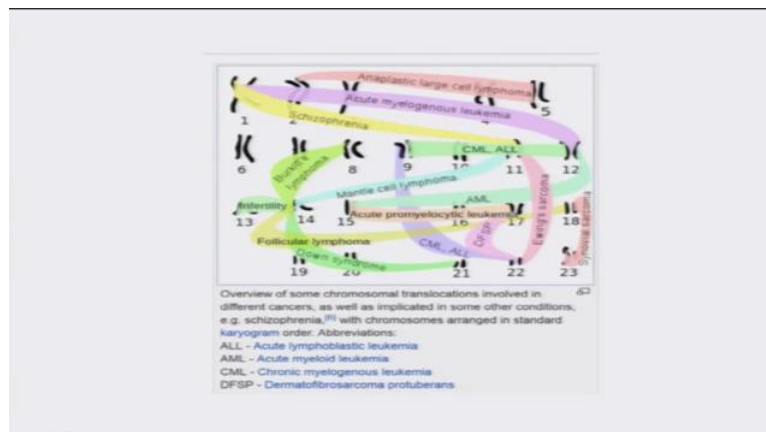 Anaplastic large cell lymphoma
Acute myelogenous leukemia
Schizophrenia
1 2 4 5
Burkitt's lymphoma
CML, ALL
6 8 9 10 11 12
Mantle cell lymphoma
Infertility
AML
Acute promyelocytic leukemia
13 14 15 16 17 18
Ewing's sarcoma
Synovial sarcoma
DFSP
Follicular lymphoma
CML, ALL
Down syndrome
19 20 21 22 23
Overview of some chromosomal translocations involved in
different cancers, as well as implicated in some other conditions,
e.g. schizophrenia,[6] with chromosomes arranged in standard
karyogram order. Abbreviations:
ALL - Acute lymphoblastic leukemia
AML - Acute myeloid leukemia
CML - Chronic myelogenous leukemia
DFSP - Dermatofibrosarcoma protuberans